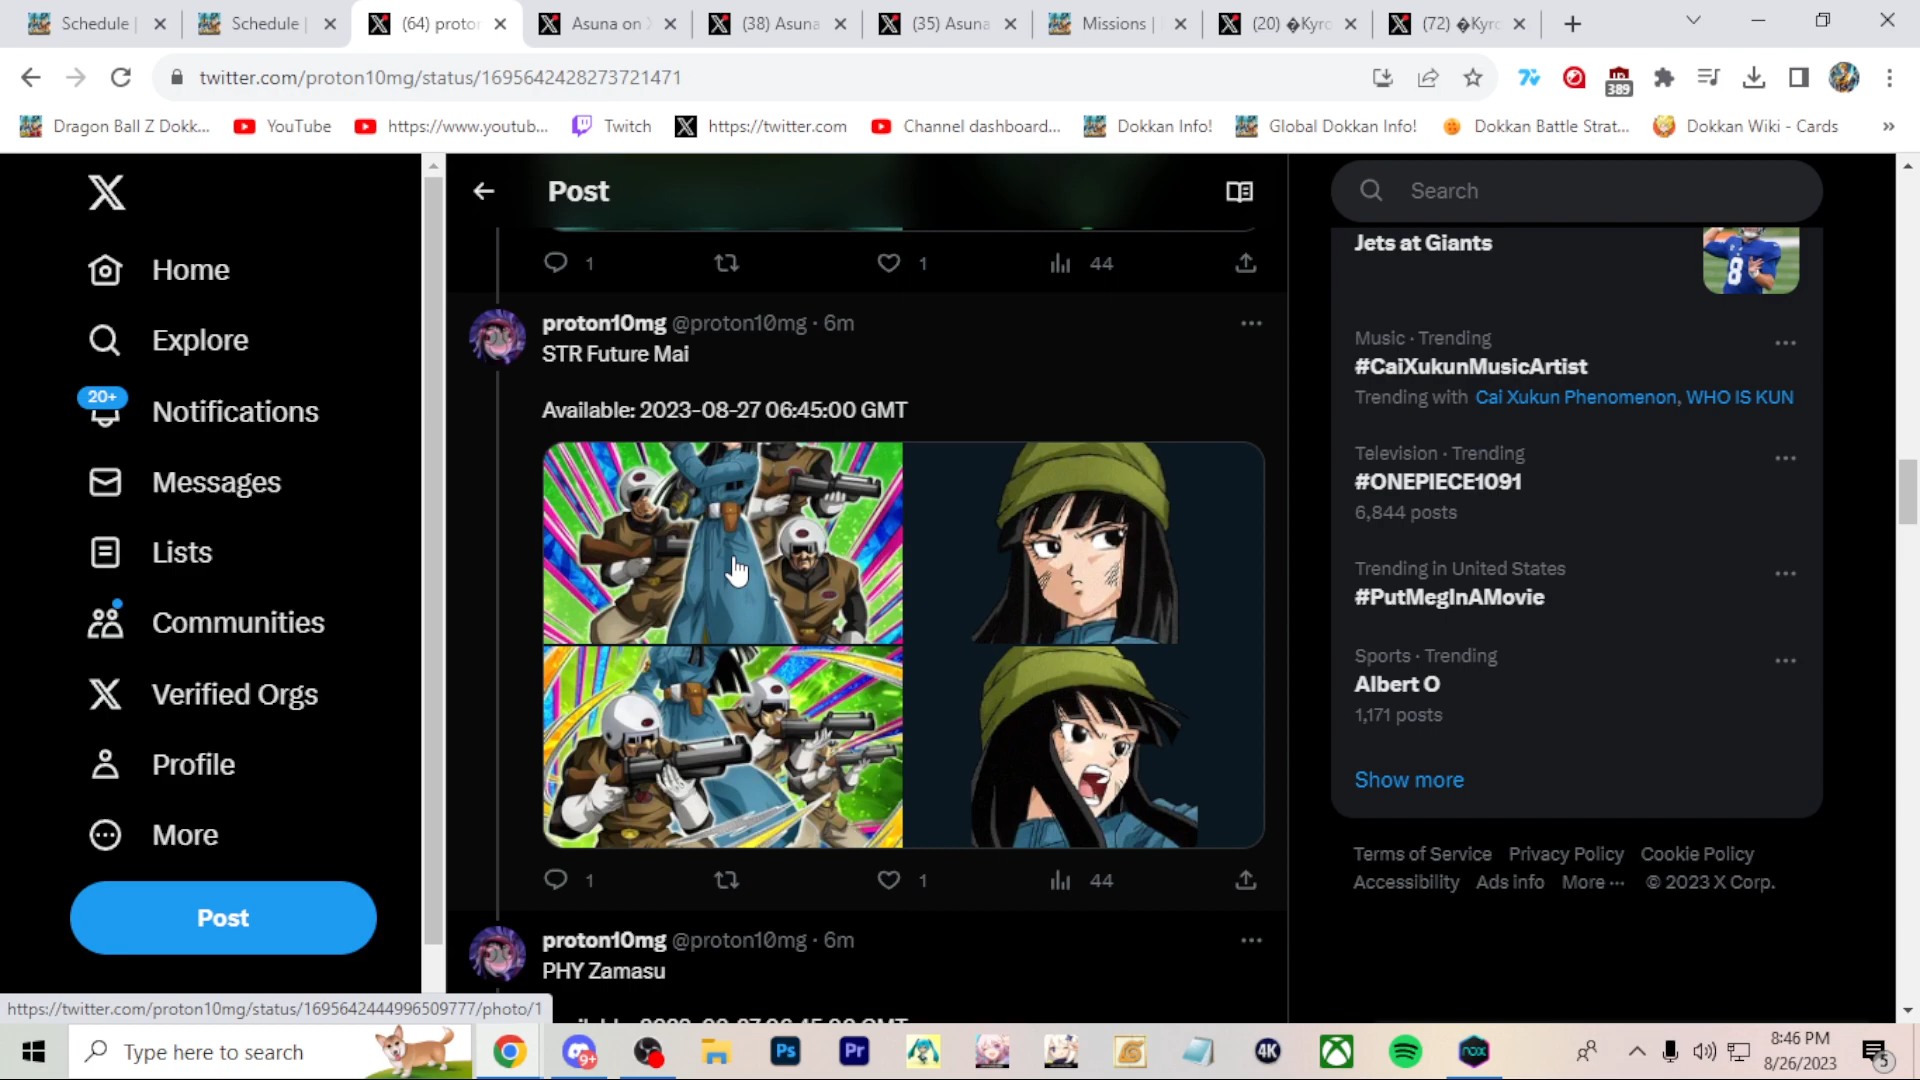 Schedule |
Schedule |
(64) proton
Asuna on X
(38) Asuna
(35) Asuna
Missions |
(20) �Kyro
(72) �Kyro
twitter.com/proton10mg/status/1695642428273721471
389
Dragon Ball Z Dokk...
YouTube
https://www.youtub...
Twitch
https://twitter.com
Channel dashboard...
Dokkan Info!
Global Dokkan Info!
Dokkan Battle Strat...
Dokkan Wiki - Cards
»
Home
Explore
20+
Notifications
Messages
Lists
Communities
Verified Orgs
Profile
More
Post
Post
1
1
44
proton10mg @proton10mg · 6m
STR Future Mai
Available: 2023-08-27 06:45:00 GMT
1
1
44
proton10mg @proton10mg · 6m
PHY Zamasu
Search
Jets at Giants
8
Music · Trending
#CaiXukunMusicArtist
Trending with Cai Xukun Phenomenon, WHO IS KUN
Television · Trending
#ONEPIECE1091
6,844 posts
Trending in United States
#PutMegInAMovie
Sports · Trending
Albert O
1,171 posts
Show more
Terms of Service Privacy Policy Cookie Policy
Accessibility Ads info More ··· © 2023 X Corp.
https://twitter.com/proton10mg/status/1695642444996509777/photo/1
Type here to search
9+
Ps
Pr
4K
nox
8:46 PM
8/26/2023
5